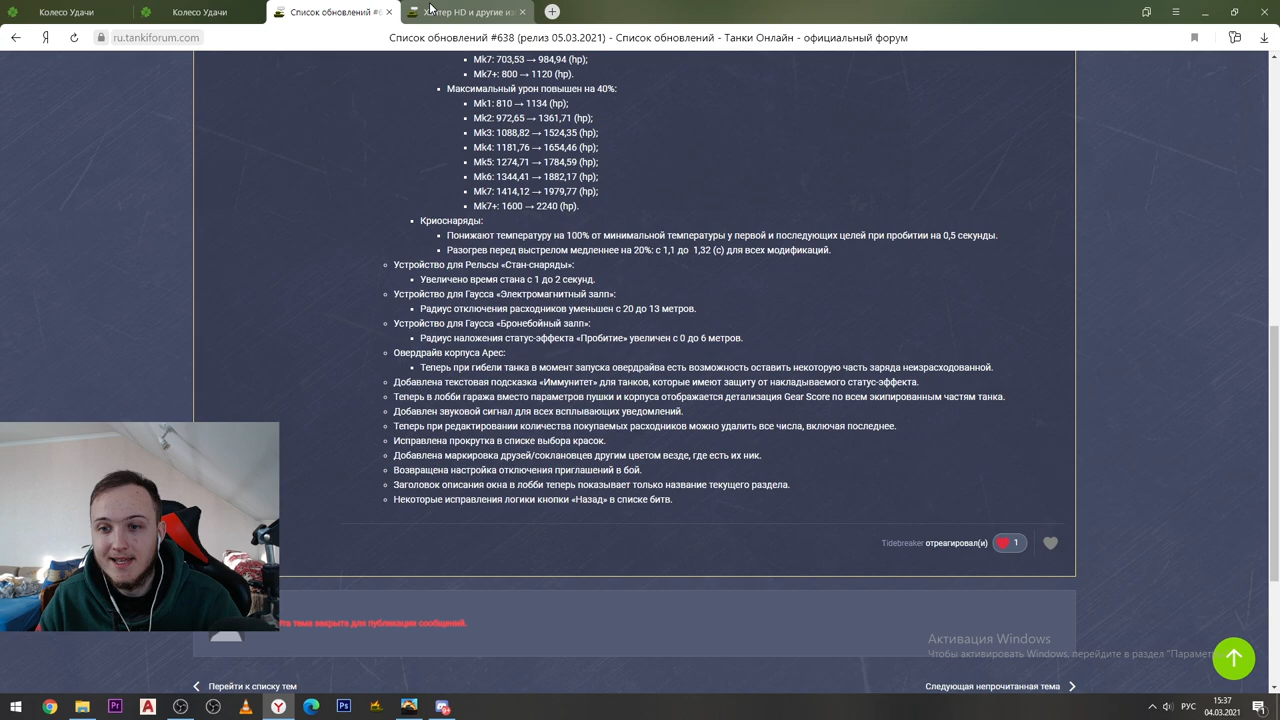 Колесо Удачи
Колесо Удачи
Список обновлений #6
тер HD и другие из
ru.tankiforum.com
Список обновлений #638 (релиз 05.03.2021) - Список обновлений - Танки Онлайн - официальный форум
Mk7: 703,53 → 984,94 (hp);
Mk7+: 800 → 1120 (hp).
Максимальный урон повышен на 40%:
Mk1: 810 → 1134 (hp);
Mk2: 972,65 → 1361,71 (hp);
Mk3: 1088,82 → 1524,35 (hp);
Mk4: 1181,76 → 1654,46 (hp);
Mk5: 1274,71 → 1784,59 (hp);
Mk6: 1344,41 → 1882,17 (hp);
Mk7: 1414,12 → 1979,77 (hp);
Mk7+: 1600 → 2240 (hp).
Криоснаряды:
Понижают температуру на 100% от минимальной температуры у первой и последующих целей при пробитии на 0,5 секунды.
Разогрев перед выстрелом медленнее на 20%: с 1,1 до 1,32 (с) для всех модификаций.
Устройство для Рельсы «Стан-снаряды»:
Увеличено время стана с 1 до 2 секунд.
Устройство для Гаусса «Электромагнитный залп»:
Радиус отключения расходников уменьшен с 20 до 13 метров.
Устройство для Гаусса «Бронебойный залп»:
Радиус наложения статус-эффекта «Пробитие» увеличен с 0 до 6 метров.
Овердрайв корпуса Арес:
Теперь при гибели танка в момент запуска овердрайва есть возможность оставить некоторую часть заряда неизрасходованной.
Добавлена текстовая подсказка «Иммунитет» для танков, которые имеют защиту от накладываемого статус-эффекта.
Теперь в лобби гаража вместо параметров пушки и корпуса отображается детализация Gear Score по всем экипированным частям танка.
Добавлен звуковой сигнал для всех всплывающих уведомлений.
Теперь при редактировании количества покупаемых расходников можно удалить все числа, включая последнее.
Исправлена прокрутка в списке выбора красок.
Добавлена маркировка друзей/соклановцев другим цветом везде, где есть их ник.
Возвращена настройка отключения приглашений в бой.
Заголовок описания окна в лобби теперь показывает только название текущего раздела.
Некоторые исправления логики кнопки «Назад» в списке битв.
Tidebreaker отреагировал(и) 1
та тема закрыта для публикации сообщений.
Активация Windows
Чтобы активировать Windows, перейдите в раздел "Парамет
Перейти к списку тем
Следующая непрочитанная тема
РУС
15:37
04.03.2021